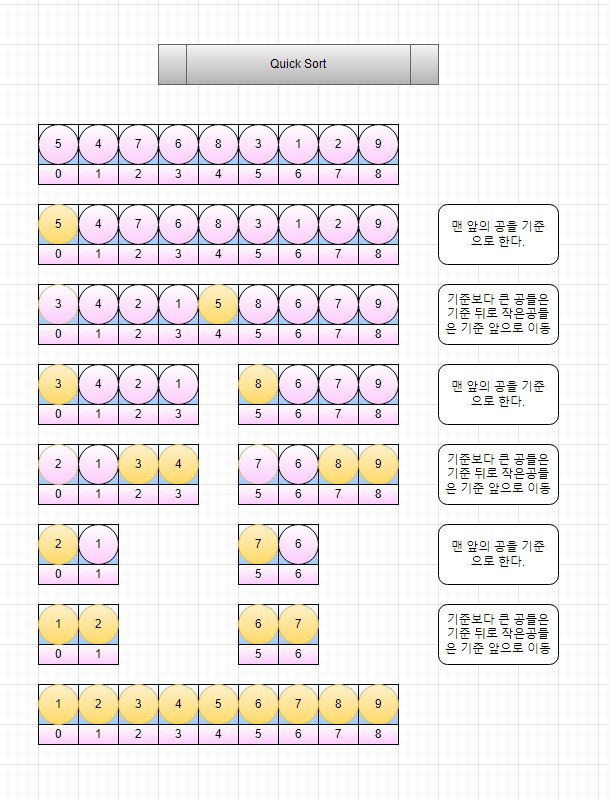 Quick Sort
5 4 7 6 8 3 1 2 9
0 1 2 3 4 5 6 7 8
5 4 7 6 8 3 1 2 9
0 1 2 3 4 5 6 7 8
맨 앞의 공을 기준
으로 한다.
3 4 2 1 5 8 6 7 9
0 1 2 3 4 5 6 7 8
기준보다 큰 공들은
기준 뒤로 작은공들
은 기준 앞으로 이동
3 4 2 1 8 6 7 9
0 1 2 3 5 6 7 8
맨 앞의 공을 기준
으로 한다.
2 1 3 4 7 6 8 9
0 1 2 3 5 6 7 8
기준보다 큰 공들은
기준 뒤로 작은공들
은 기준 앞으로 이동
2 1 7 6
0 1 5 6
맨 앞의 공을 기준
으로 한다.
1 2 6 7
0 1 5 6
기준보다 큰 공들은
기준 뒤로 작은공들
은 기준 앞으로 이동
1 2 3 4 5 6 7 8 9
0 1 2 3 4 5 6 7 8